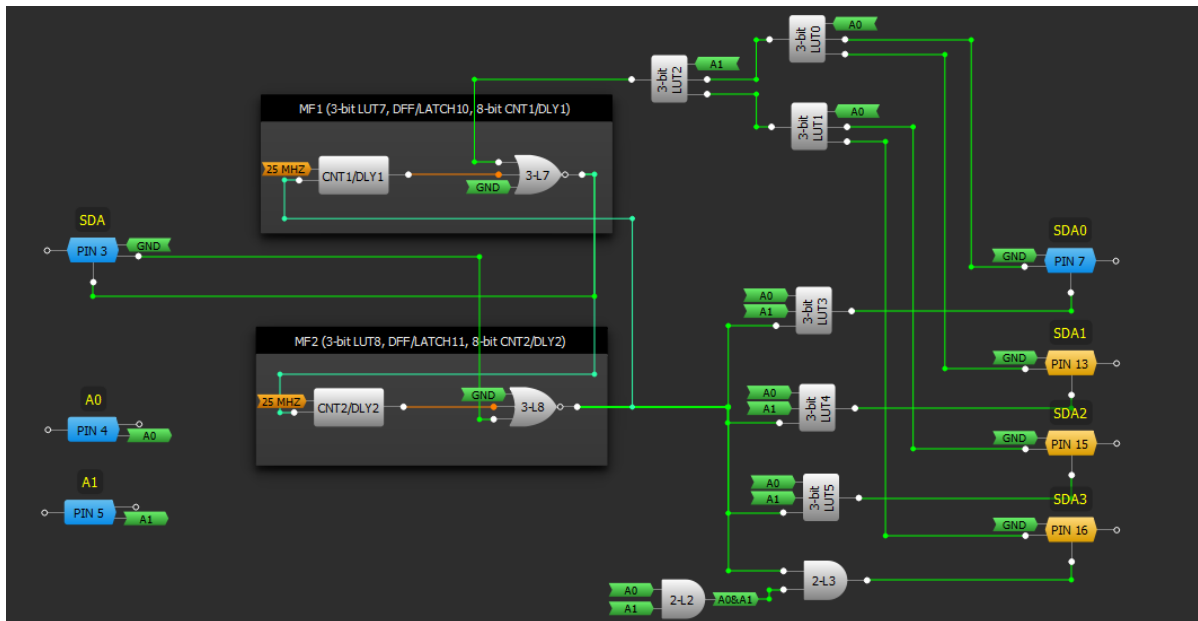 3-bit LUT0
A0
3-bit LUT2
A1
MF1 (3-bit LUT7, DFF/LATCH10, 8-bit CNT1/DLY1)
3-bit LUT1
A0
25 MHZ
CNT1/DLY1
3-L7
GND
SDA
PIN 3
GND
SDA0
GND
PIN 7
A0
A1
3-bit LUT3
MF2 (3-bit LUT8, DFF/LATCH11, 8-bit CNT2/DLY2)
SDA1
GND
PIN 13
25 MHZ
CNT2/DLY2
GND
3-L8
A0
A1
3-bit LUT4
A0
PIN 4
A0
SDA2
GND
PIN 15
A1
PIN 5
A1
A0
A1
3-bit LUT5
SDA3
GND
PIN 16
A0
A1
2-L2
A0&A1
2-L3